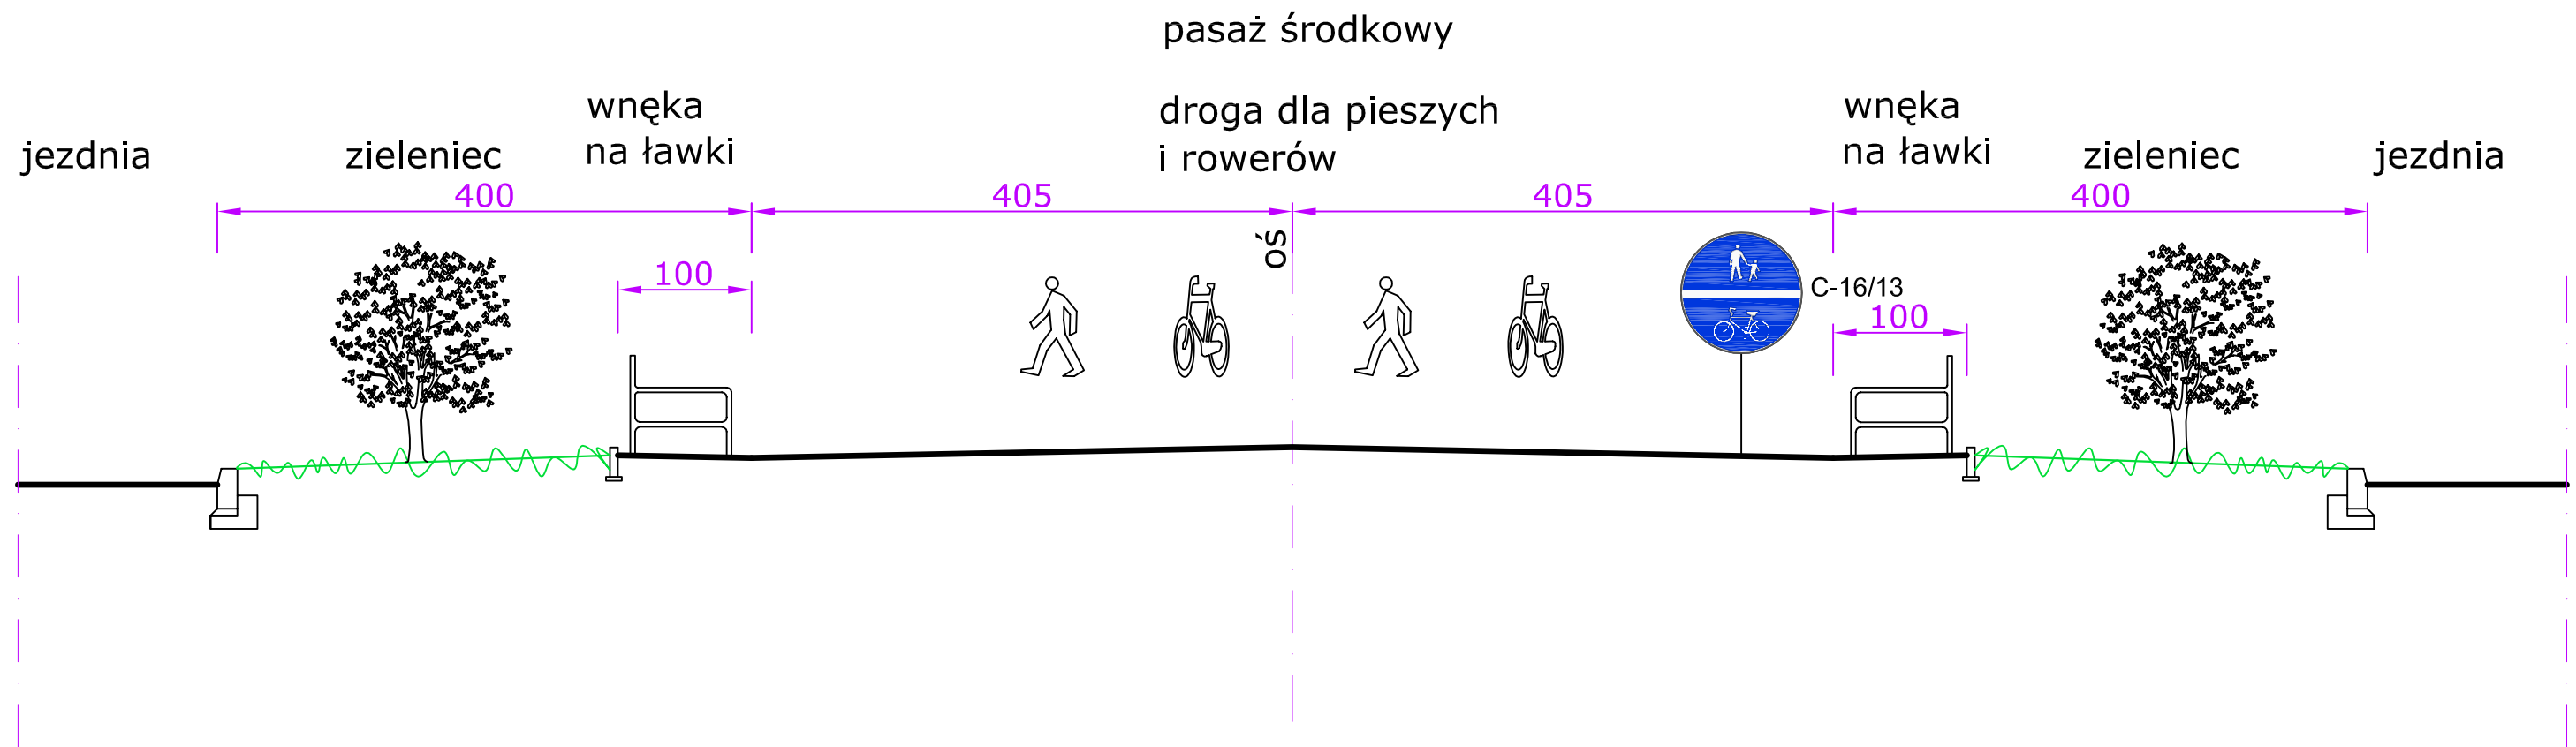 pasaż środkowy
wnęka
na ławki
droga dla pieszych
i rowerów
wnęka
na ławki
jezdnia
zieleniec
zieleniec
jezdnia
400
405
405
400
oś
100
C-16/13
100